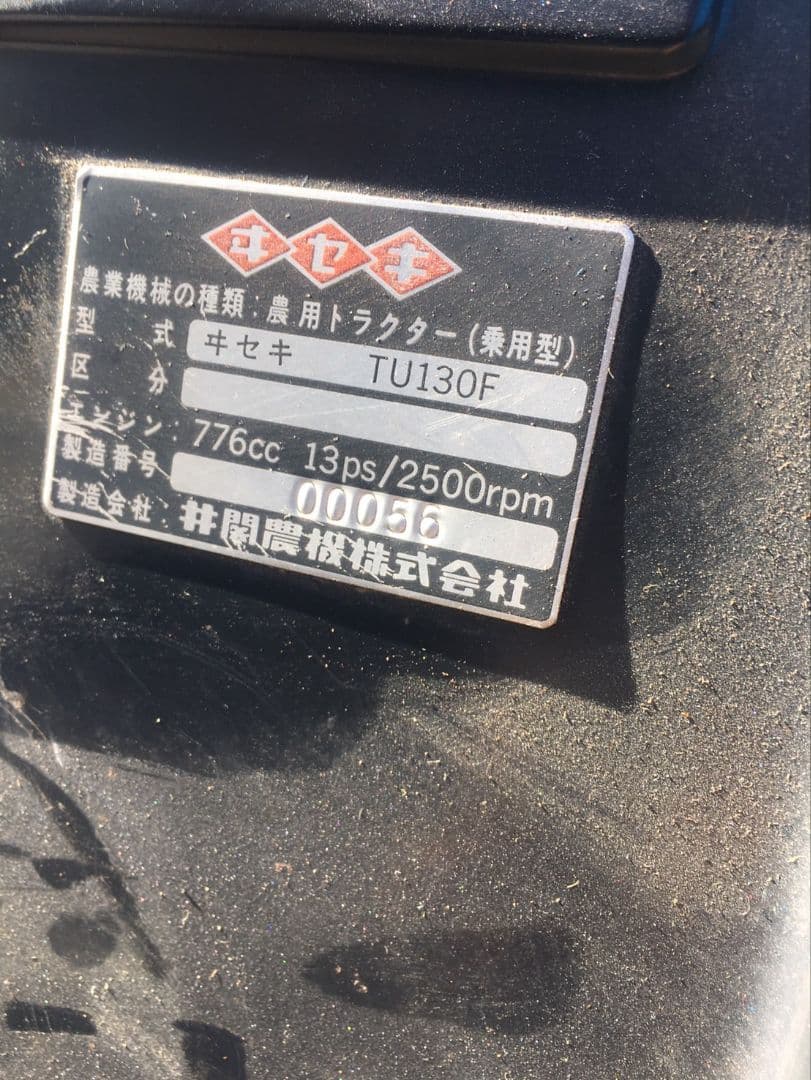 ヰセキ
農業機械の種類:農用トラクター(乗用型)
型式 ヰセキ TU130F
区分
エンジン:776cc 13ps/2500rpm
製造番号 00056
製造会社:井関農機株式会社